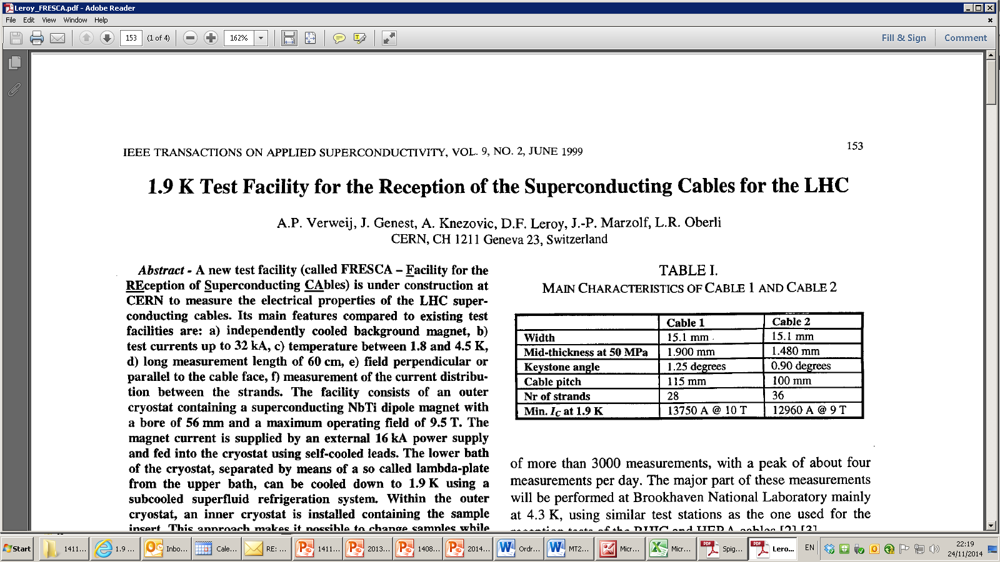 Leroy_FRESCA.pdf - Adobe Reader
File Edit View Window Help
153 (1 of 4) 162% Fill & Sign Comment
153
IEEE TRANSACTIONS ON APPLIED SUPERCONDUCTIVITY, VOL. 9, NO. 2, JUNE 1999
1.9 K Test Facility for the Reception of the Superconducting Cables for the LHC
A.P. Verweij, J. Genest, A. Knezovic, D.F. Leroy, J.-P. Marzolf, L.R. Oberli
CERN, CH 1211 Geneva 23, Switzerland
Abstract - A new test facility (called FRESCA – Facility for the
REception of Superconducting CAbles) is under construction at
CERN to measure the electrical properties of the LHC super-
conducting cables. Its main features compared to existing test
facilities are: a) independently cooled background magnet, b)
test currents up to 32 kA, c) temperature between 1.8 and 4.5 K,
d) long measurement length of 60 cm, e) field perpendicular or
parallel to the cable face, f) measurement of the current distribu-
tion between the strands. The facility consists of an outer
cryostat containing a superconducting NbTi dipole magnet with
a bore of 56 mm and a maximum operating field of 9.5 T. The
magnet current is supplied by an external 16 kA power supply
and fed into the cryostat using self-cooled leads. The lower bath
of the cryostat, separated by means of a so called lambda-plate
from the upper bath, can be cooled down to 1.9 K using a
subcooled superfluid refrigeration system. Within the outer
cryostat, an inner cryostat is installed containing the sample
insert. This approach makes it possible to change samples while
TABLE I.
MAIN CHARACTERISTICS OF CABLE 1 AND CABLE 2
Cable 1 Cable 2
Width 15.1 mm 15.1 mm
Mid-thickness at 50 MPa 1.900 mm 1.480 mm
Keystone angle 1.25 degrees 0.90 degrees
Cable pitch 115 mm 100 mm
Nr of strands 28 36
Min. IC at 1.9 K 13750 A @ 10 T 12960 A @ 9 T
of more than 3000 measurements, with a peak of about four
measurements per day. The major part of these measurements
will be performed at Brookhaven National Laboratory mainly
at 4.3 K, using similar test stations as the one used for the
reception tests of the RHIC and HERA cables [2],[3].
Start 1411... 1.9 ... Inbo... Cale... RE: ... 1411... 2013... 1408... 2014... Ordr... MT2... Micr... Micr... Spig... Lero... EN 22:19
24/11/2014